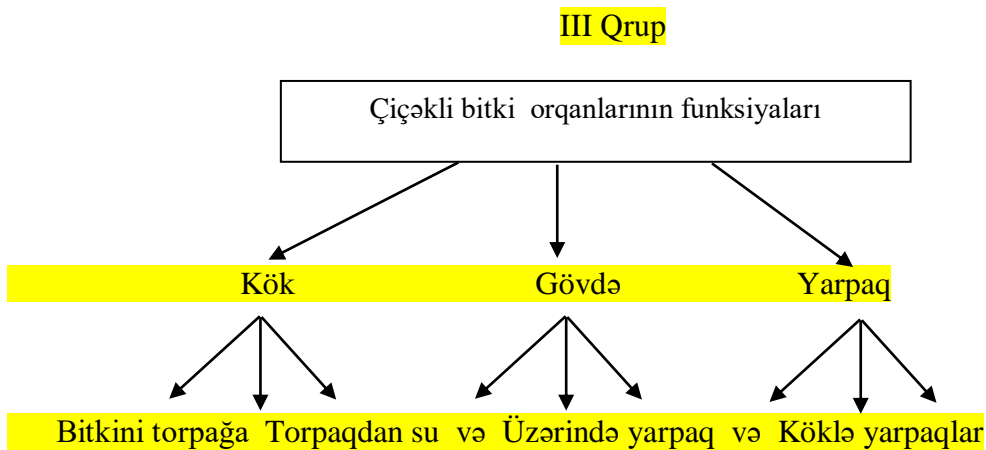 III Qrup
Çiçəkli bitki orqanlarının funksiyaları
Kök Gövdə Yarpaq
Bitkini torpağa Torpaqdan su və Üzərində yarpaq və Köklə yarpaqlar